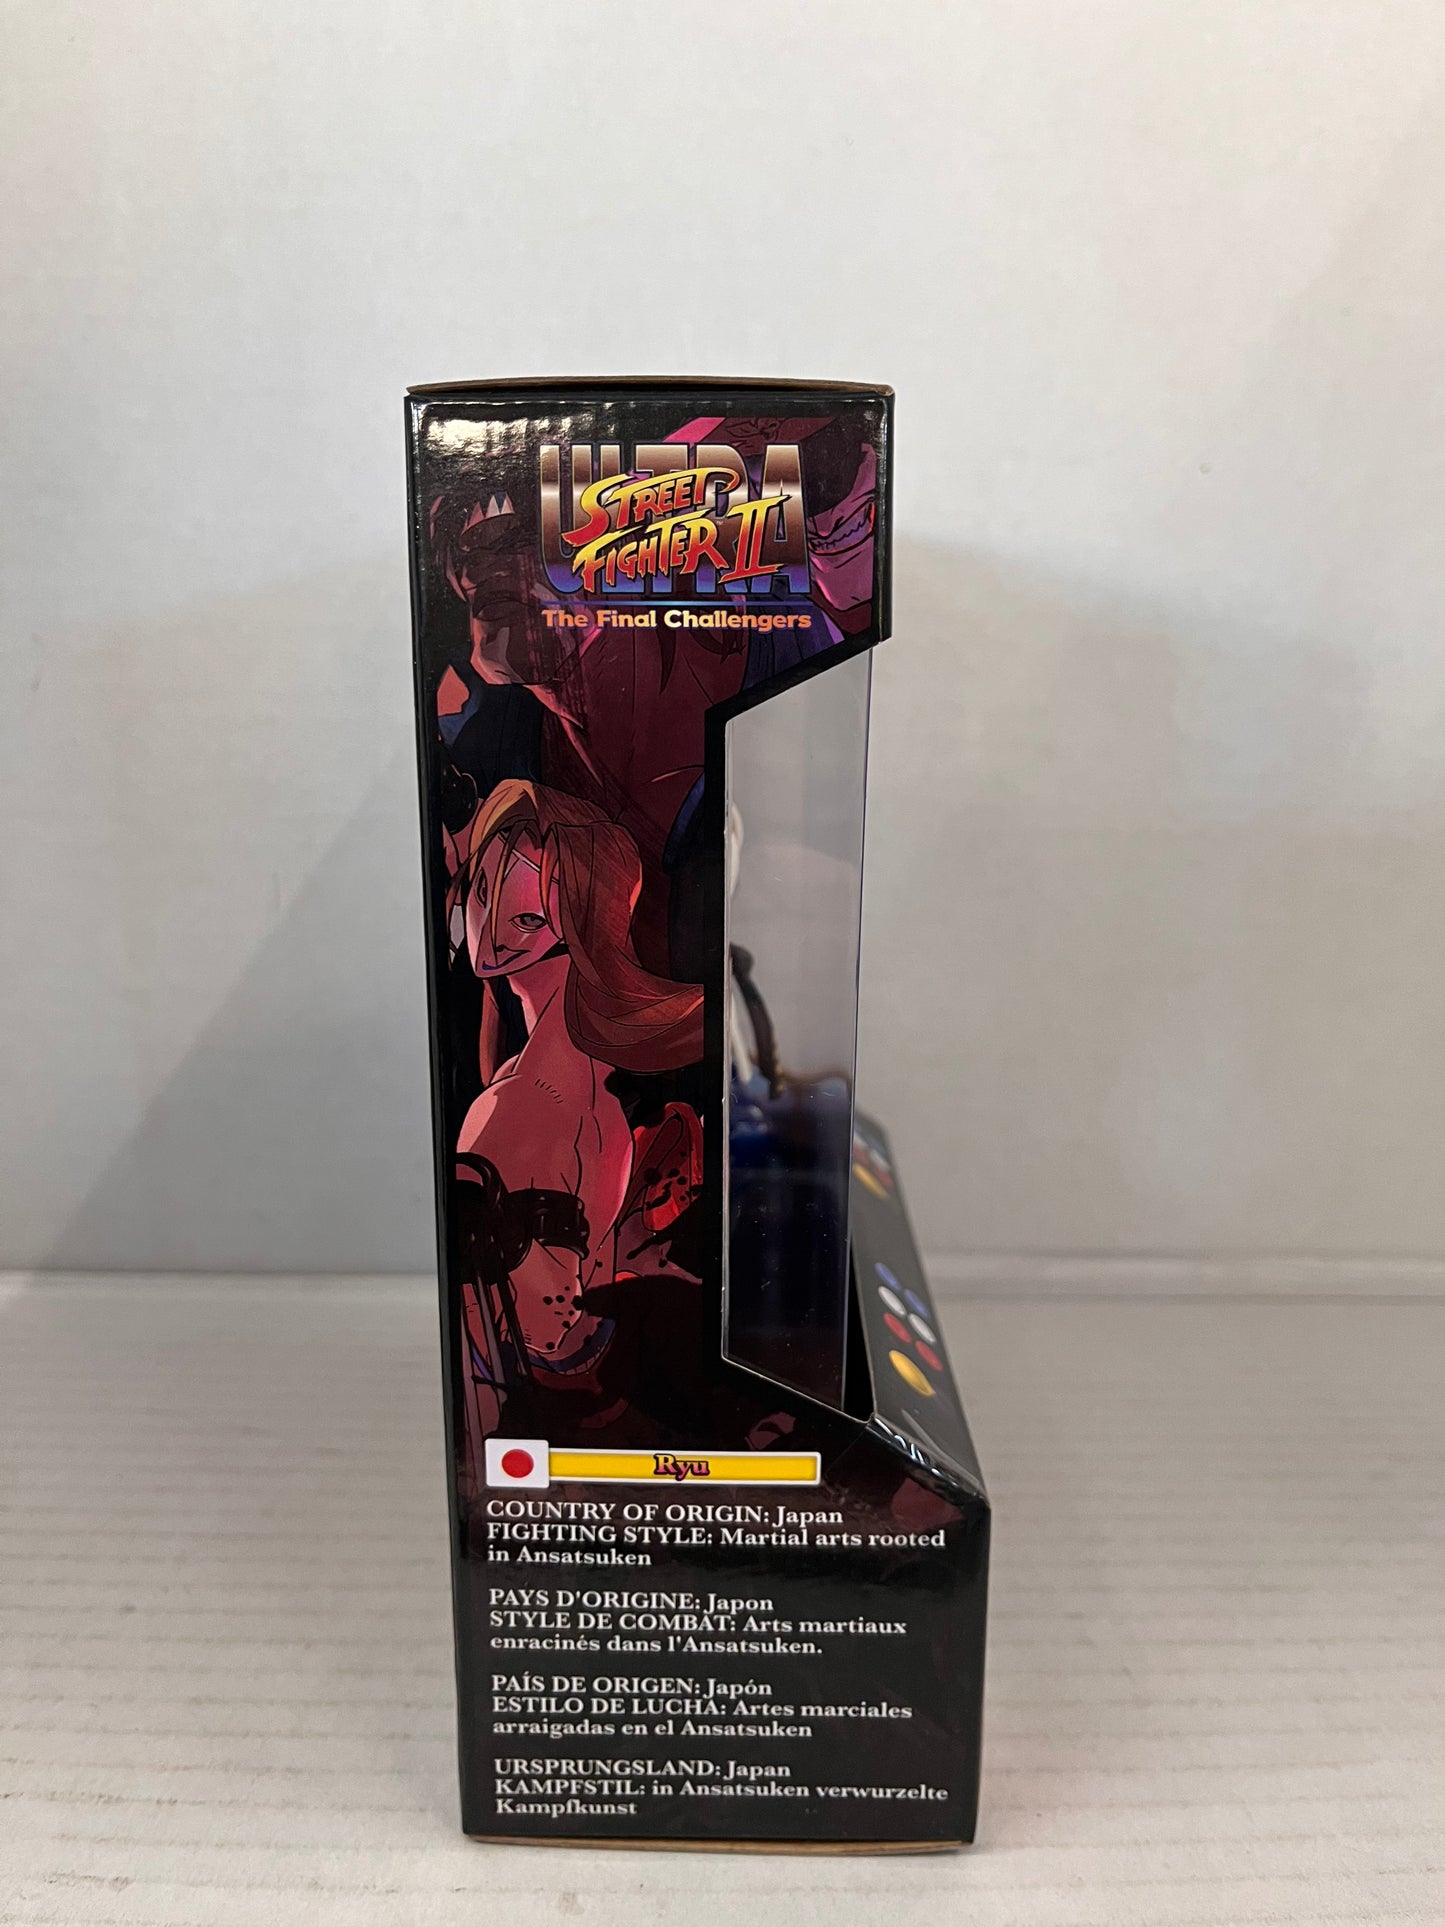 ULTRA
STREET
FIGHTER II
™
The Final Challengers
Ryu
COUNTRY OF ORIGIN: Japan
FIGHTING STYLE: Martial arts rooted
in Ansatsuken
PAYS D'ORIGINE: Japon
STYLE DE COMBAT: Arts martiaux
enracinés dans l'Ansatsuken.
PAÍS DE ORIGEN: Japón
ESTILO DE LUCHA: Artes marciales
arraigadas en el Ansatsuken
URSPRUNGSLAND: Japan
KAMPFSTIL: in Ansatsuken verwurzelte
Kampfkunst